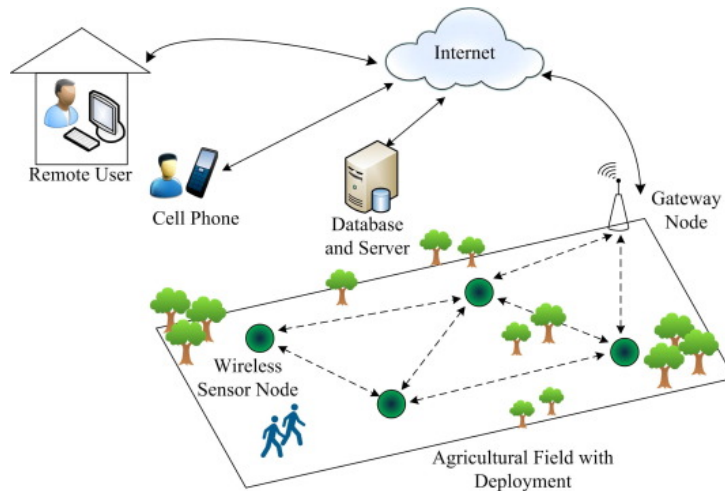 Internet
Remote User
Cell Phone
Database
and Server
Gateway
Node
Wireless
Sensor Node
Agricultural Field with
Deployment